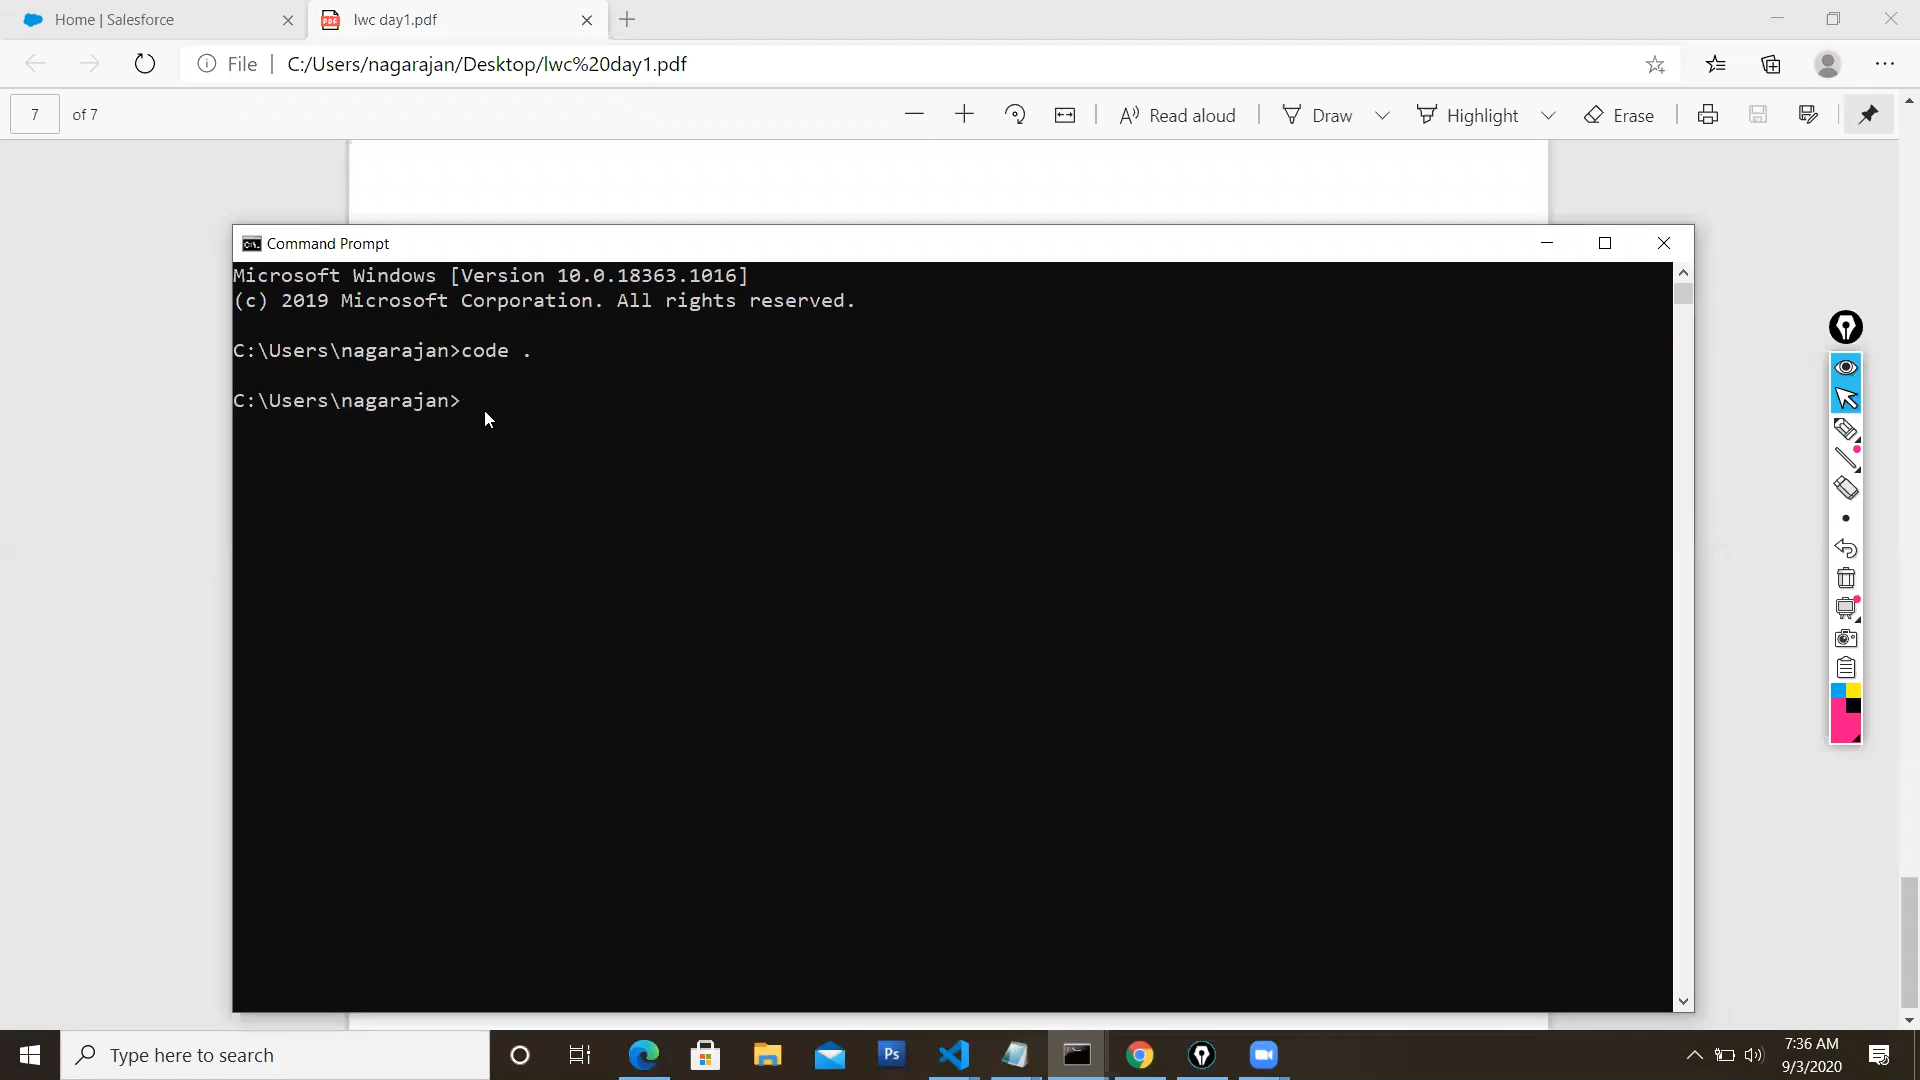 Home | Salesforce
lwc day1.pdf
File
C:/Users/nagarajan/Desktop/lwc%20day1.pdf
7 of 7
Read aloud
Draw
Highlight
Erase
Command Prompt
Microsoft Windows [Version 10.0.18363.1016]
(c) 2019 Microsoft Corporation. All rights reserved.
C:\Users\nagarajan>code .
C:\Users\nagarajan>
Type here to search
Ps
7:36 AM
9/3/2020